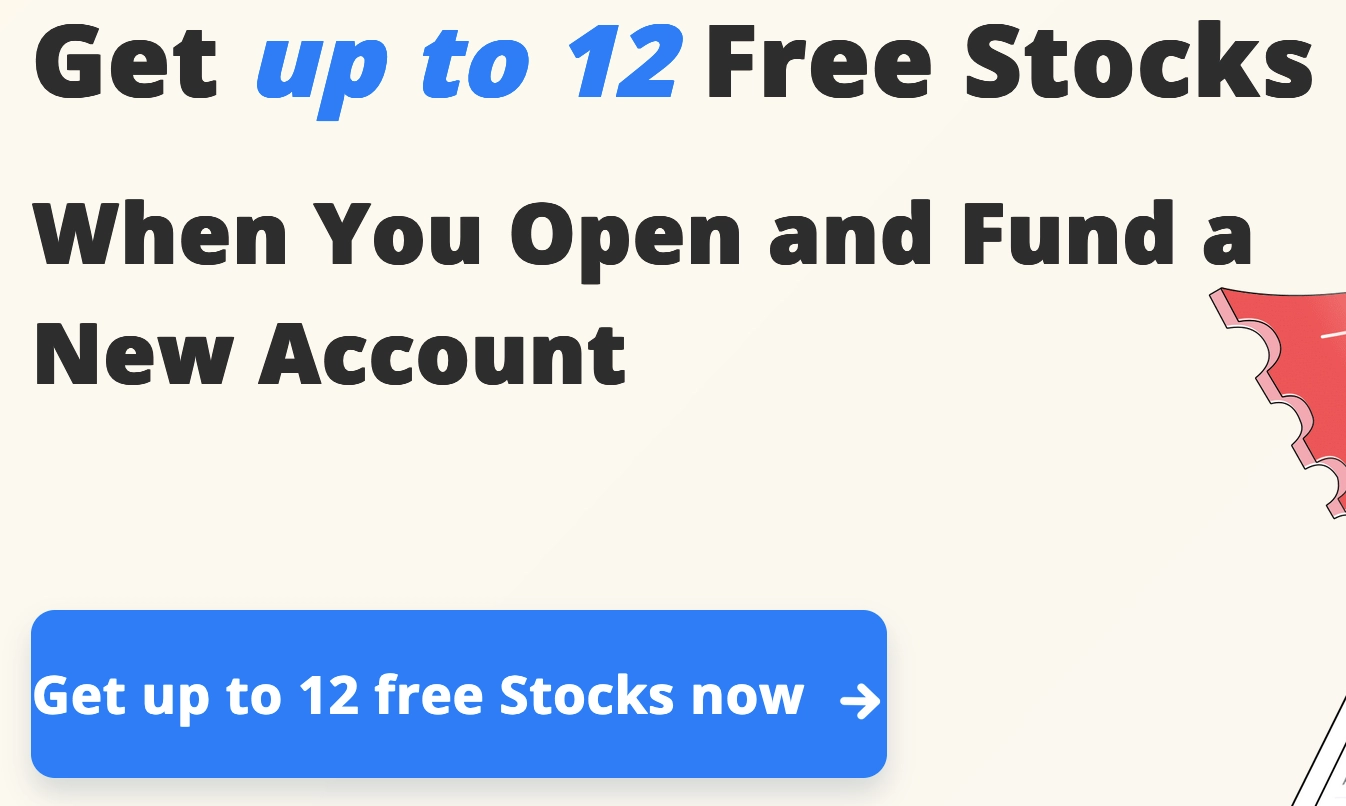 Get up to 12 Free Stocks
When You Open and Fund a
New Account
Get up to 12 free Stocks now